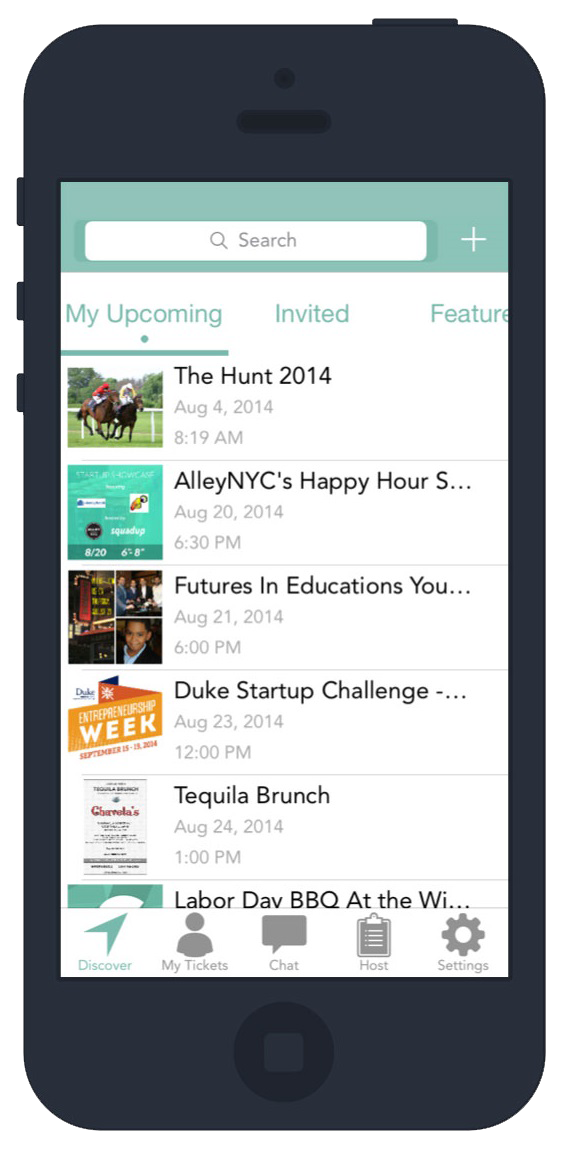 Search
My Upcoming
Invited
Feature
The Hunt 2014
Aug 4, 2014
8:19 AM
STARTUP SHOWCASE
squadup
8/20 6-8"
AlleyNYC's Happy Hour S...
Aug 20, 2014
6:30 PM
Futures In Educations You...
Aug 21, 2014
6:00 PM
Duke
ENTREPRENEURSHIP
WEEK
SEPTEMBER 15 - 19, 2014
Duke Startup Challenge -...
Aug 23, 2014
12:00 PM
TEQUILA BRUNCH
Chavela's
Tequila Brunch
Aug 24, 2014
1:00 PM
Labor Day BBQ At the Wi...
Discover
My Tickets
Chat
Host
Settings